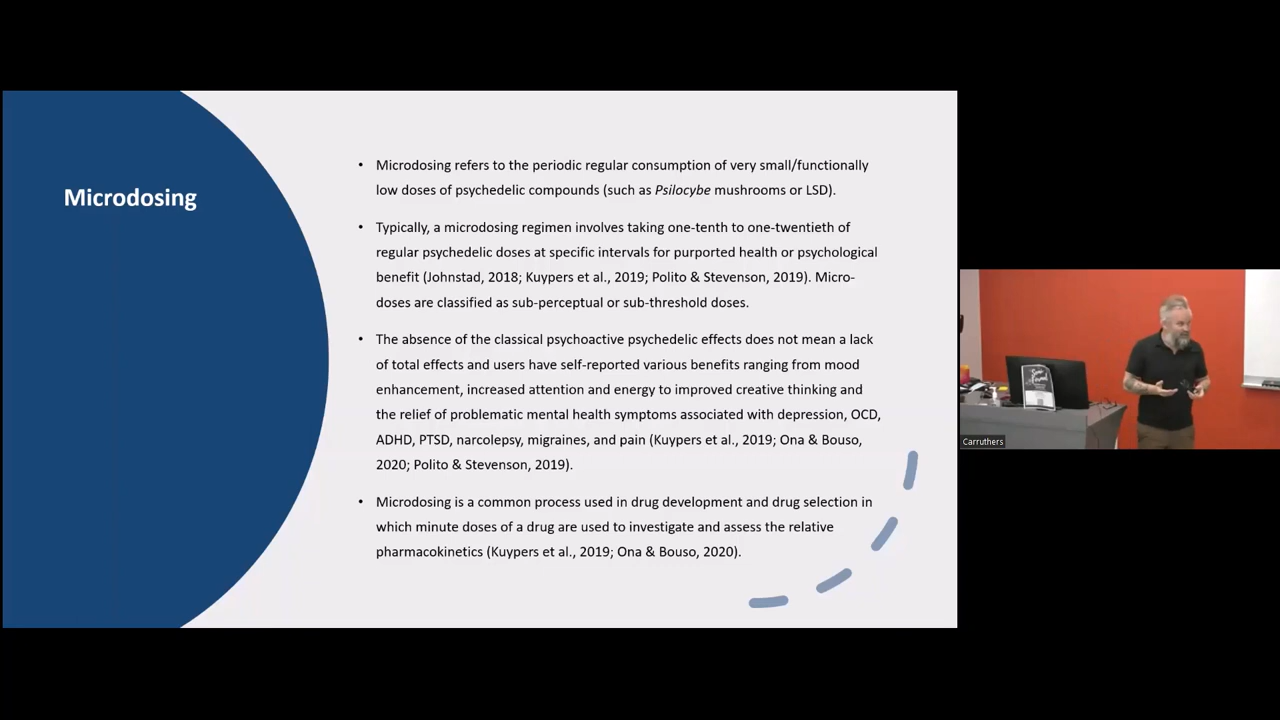 Microdosing
• Microdosing refers to the periodic regular consumption of very small/functionally
low doses of psychedelic compounds (such as Psilocybe mushrooms or LSD).
• Typically, a microdosing regimen involves taking one-tenth to one-twentieth of
regular psychedelic doses at specific intervals for purported health or psychological
benefit (Johnstad, 2018; Kuypers et al., 2019; Polito & Stevenson, 2019). Micro-
doses are classified as sub-perceptual or sub-threshold doses.
• The absence of the classical psychoactive psychedelic effects does not mean a lack
of total effects and users have self-reported various benefits ranging from mood
enhancement, increased attention and energy to improved creative thinking and
the relief of problematic mental health symptoms associated with depression, OCD,
ADHD, PTSD, narcolepsy, migraines, and pain (Kuypers et al., 2019; Ona & Bouso,
2020; Polito & Stevenson, 2019).
• Microdosing is a common process used in drug development and drug selection in
which minute doses of a drug are used to investigate and assess the relative
pharmacokinetics (Kuypers et al., 2019; Ona & Bouso, 2020).
Carruthers